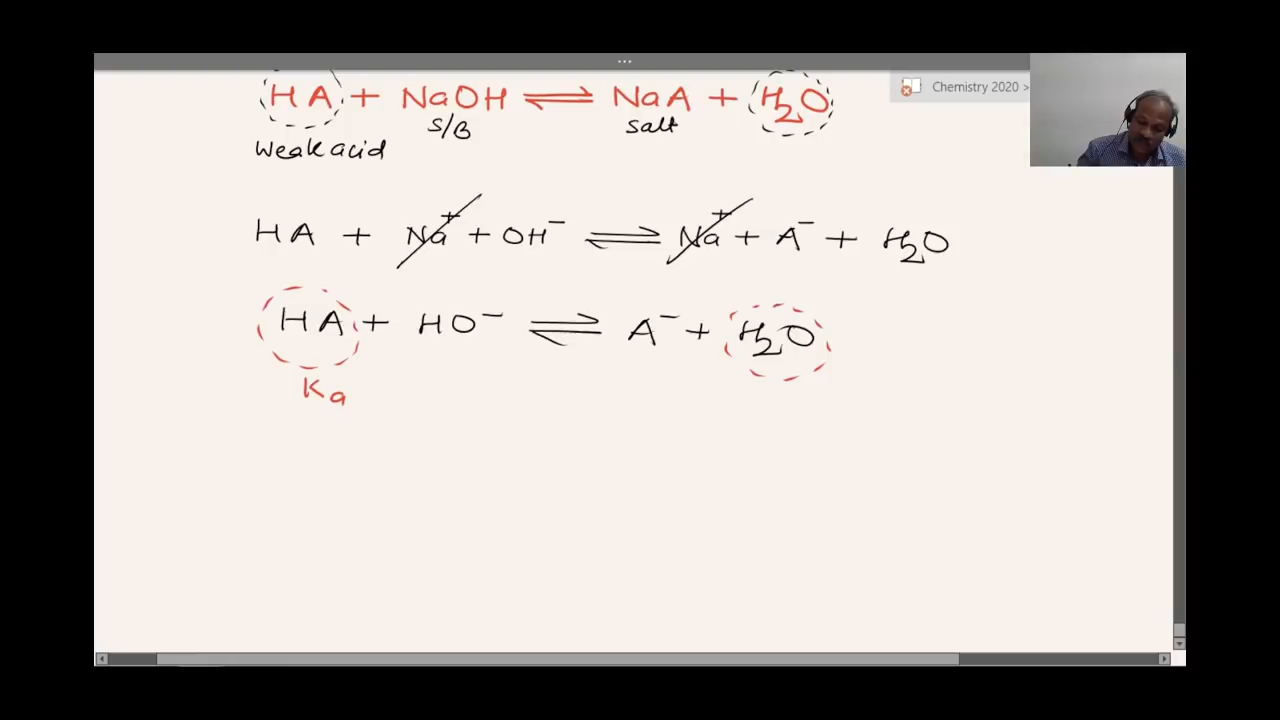 HA + NaOH ⇌ NaA + H₂O
S/B salt
Weak acid
Chemistry 2020 >
HA + Na⁺ + OH⁻ ⇌ Na⁺ + A⁻ + H₂O
HA + HO⁻ ⇌ A⁻ + H₂O
Ka